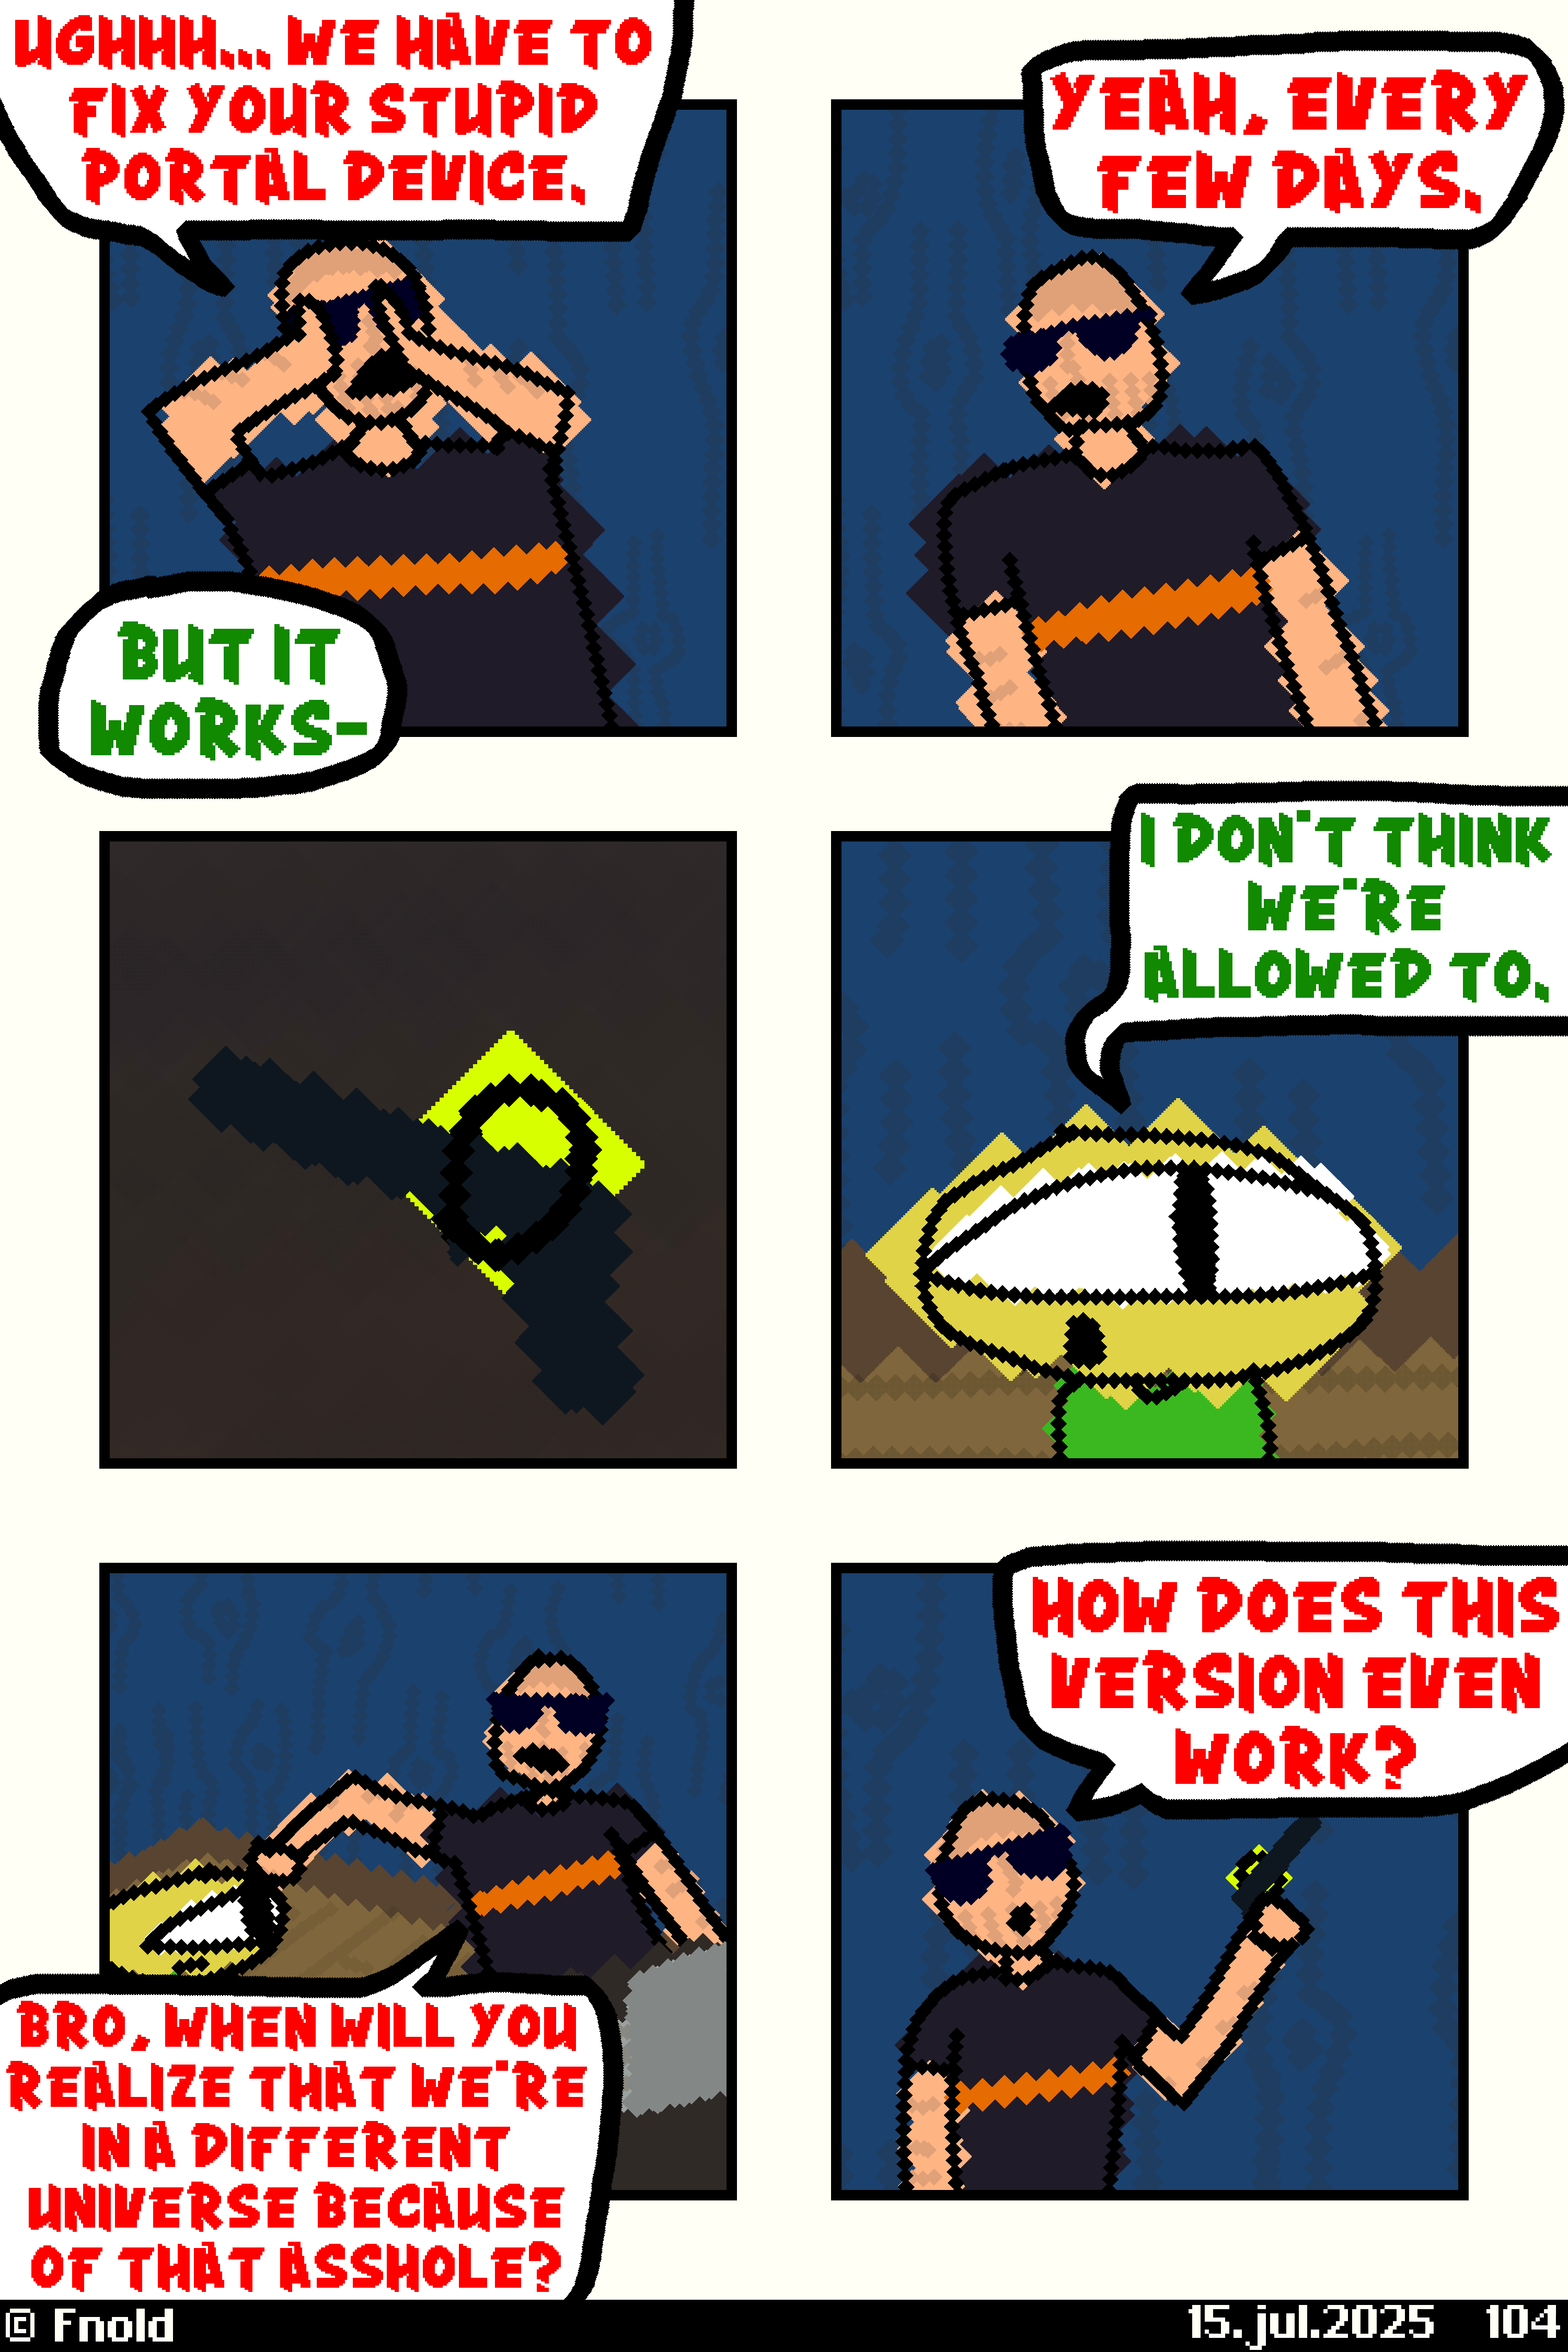 UGHHH... WE HAVE TO
FIX YOUR STUPID
PORTAL DEVICE.
BUT IT
WORKS-
YEAH, EVERY
FEW DAYS.
I DON'T THINK
WE'RE
ALLOWED TO.
BRO, WHEN WILL YOU
REALIZE THAT WE'RE
IN A DIFFERENT
UNIVERSE BECAUSE
OF THAT ASSHOLE?
HOW DOES THIS
VERSION EVEN
WORK?
© Fnold
15.jul.2025 104